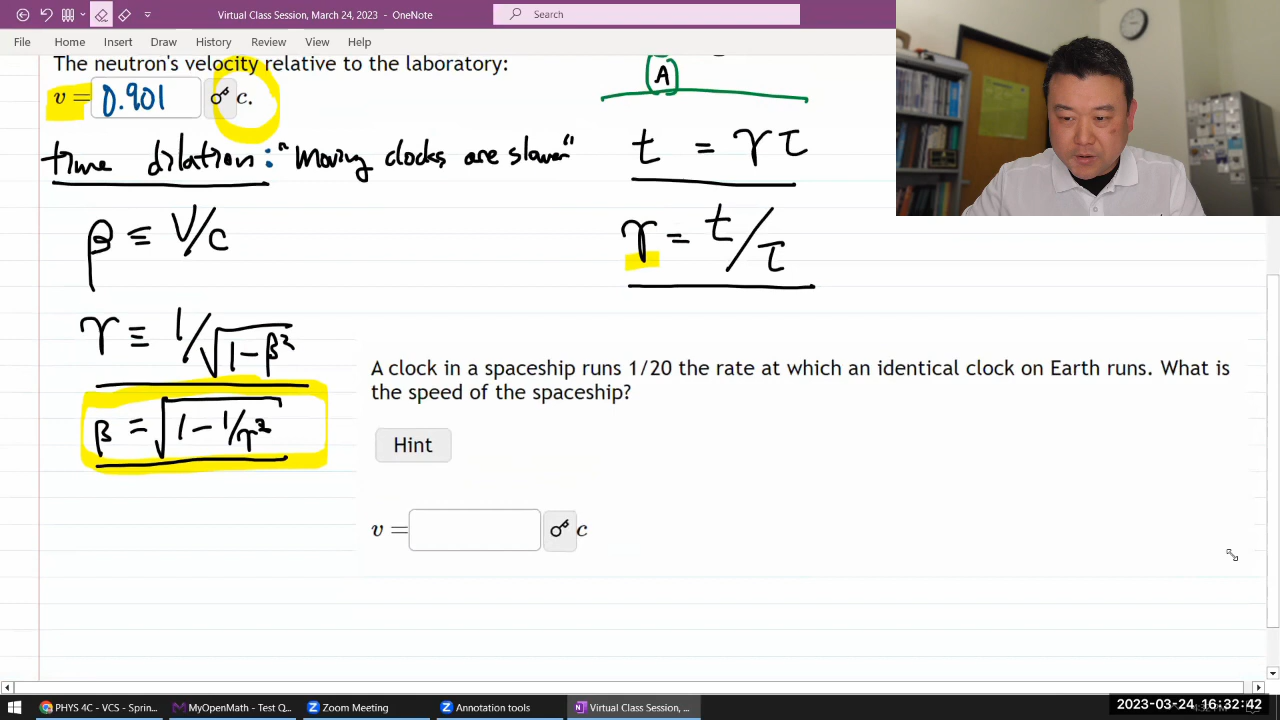 Virtual Class Session, March 24, 2023 - OneNote
Search
File Home Insert Draw History Review View Help
The neutron's velocity relative to the laboratory:
v = 0.901 c.
A
time dilation: "Moving clocks are slower"
t = γτ
β ≡ V/c
γ = t/τ
γ ≡ 1/√1-β²
β = √1-1/γ²
A clock in a spaceship runs 1/20 the rate at which an identical clock on Earth runs. What is
the speed of the spaceship?
Hint
v = c
PHYS 4C - VCS - Sprin...
MyOpenMath - Test Q...
Zoom Meeting
Annotation tools
Virtual Class Session, ...
2023-03-24 16:32:42